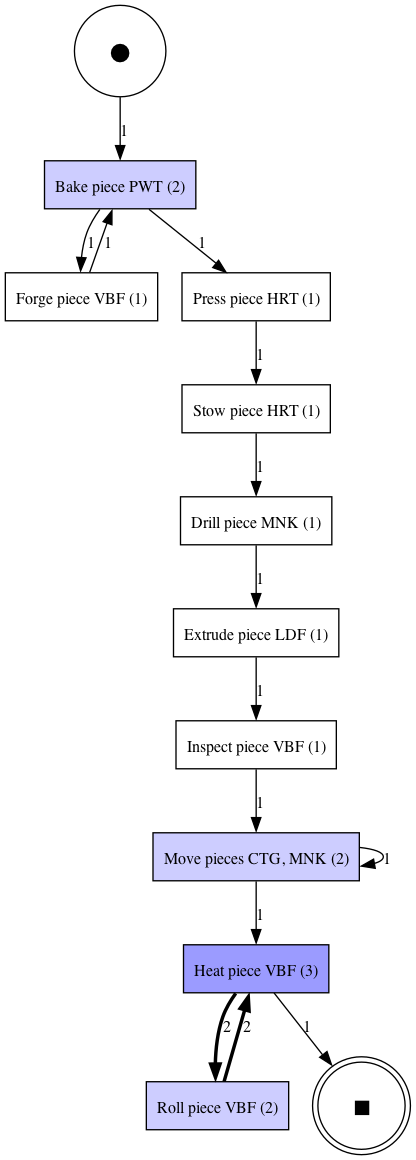 1
Bake piece PWT (2)
1
1
1
Forge piece VBF (1)
Press piece HRT (1)
1
Stow piece HRT (1)
1
Drill piece MNK (1)
1
Extrude piece LDF (1)
1
Inspect piece VBF (1)
1
Move pieces CTG, MNK (2)
1
1
Heat piece VBF (3)
2
2
1
Roll piece VBF (2)